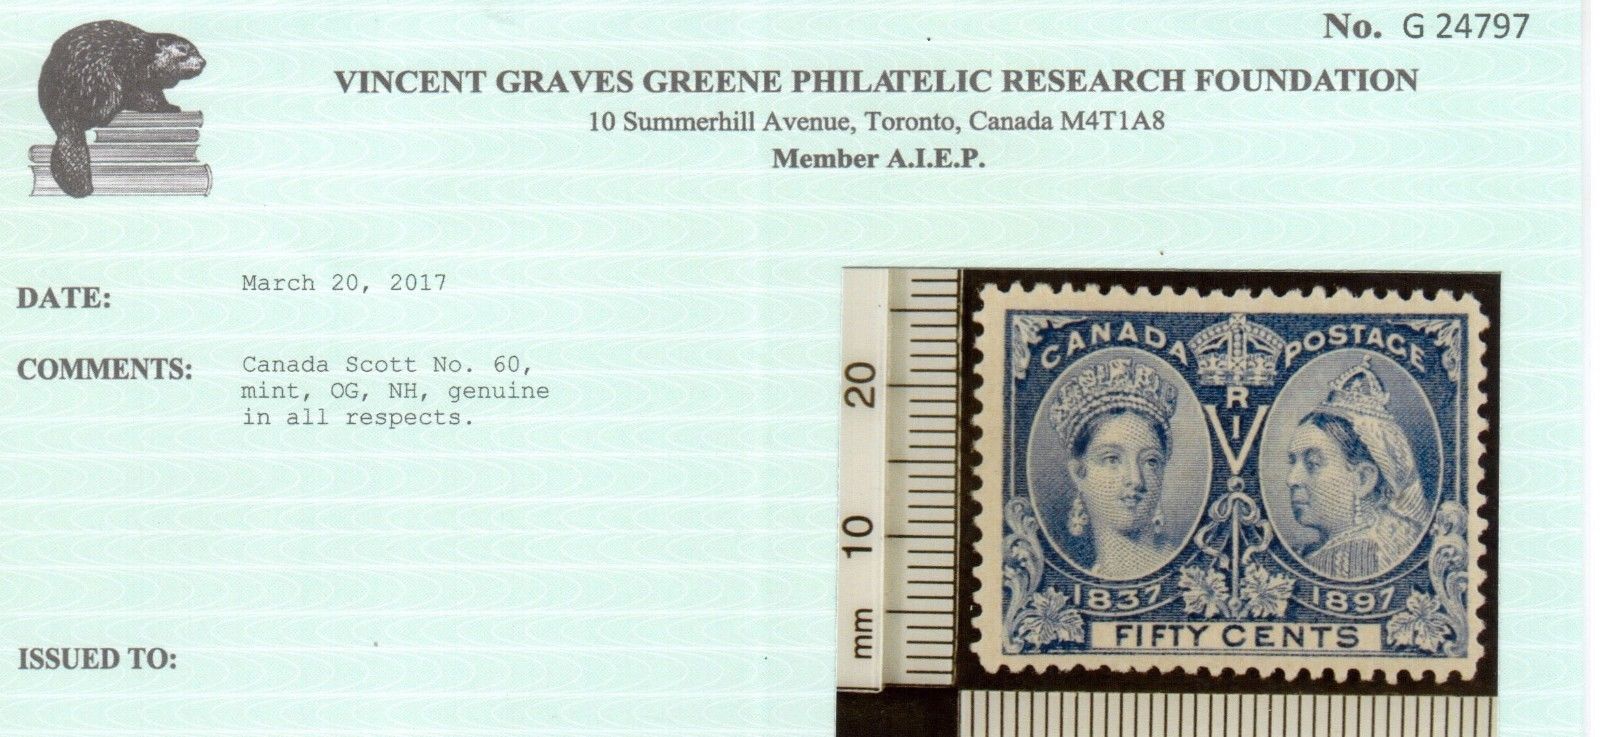 No. G 24797
VINCENT GRAVES GREENE PHILATELIC RESEARCH FOUNDATION
10 Summerhill Avenue, Toronto, Canada M4T1A8
Member A.I.E.P.
DATE: March 20, 2017
COMMENTS: Canada Scott No. 60,
mint, OG, NH, genuine
in all respects.
ISSUED TO:
20
10
mm
CANADA POSTAGE
V R I
1837 1897
FIFTY CENTS